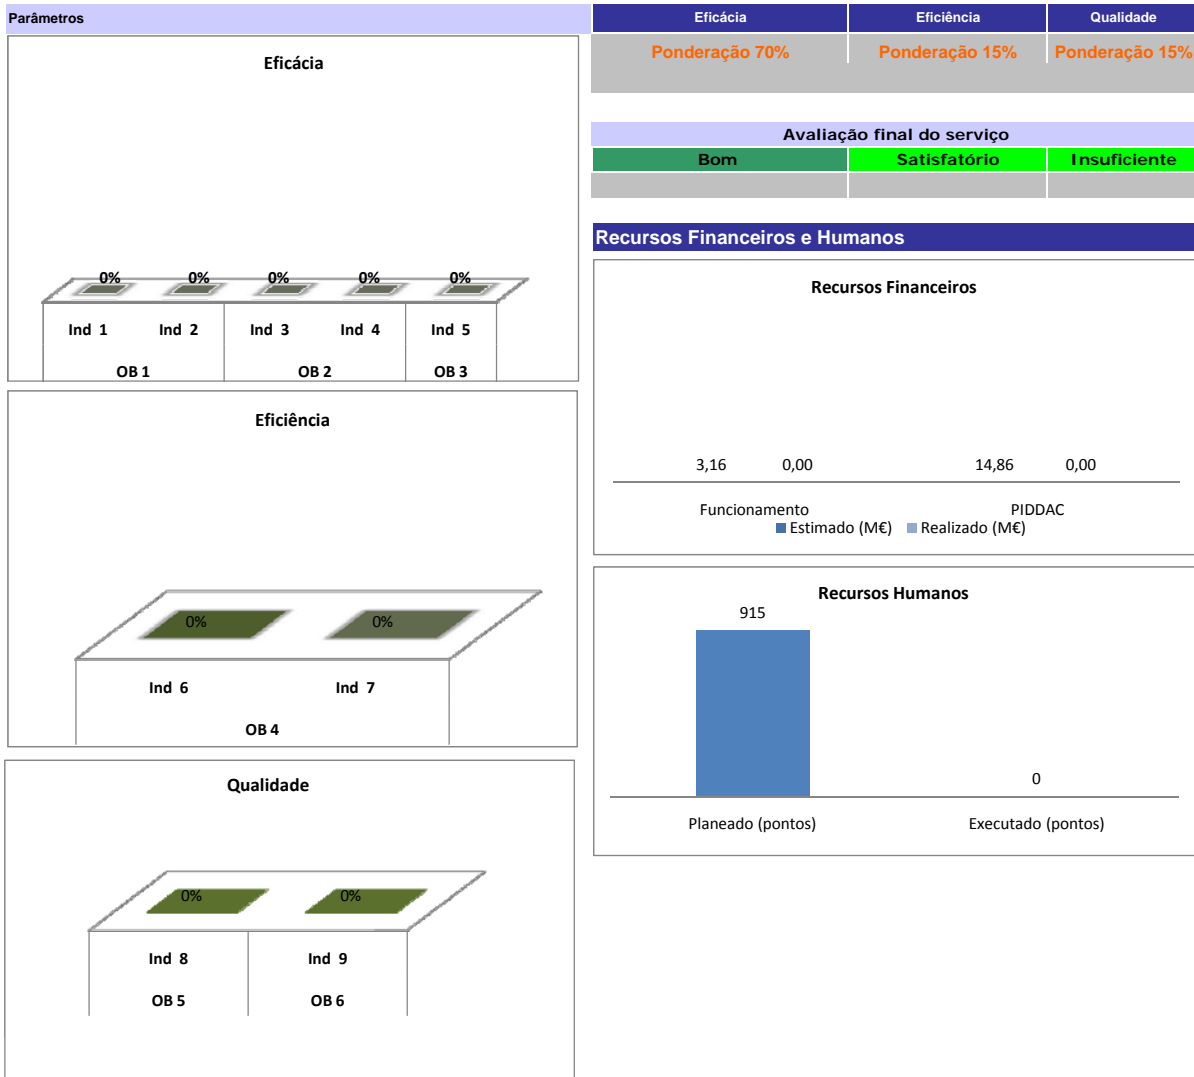 Parâmetros
Eficácia
0% 0% 0% 0% 0%
Ind 1 Ind 2 Ind 3 Ind 4 Ind 5
OB 1 OB 2 OB 3
Eficiência
0% 0%
Ind 6 Ind 7
OB 4
Qualidade
0% 0%
Ind 8 Ind 9
OB 5 OB 6
Eficácia Eficiência Qualidade
Ponderação 70% Ponderação 15% Ponderação 15%
Avaliação final do serviço
Bom Satisfatório Insuficiente
Recursos Financeiros e Humanos
Recursos Financeiros
3,16 0,00 14,86 0,00
Funcionamento PIDDAC
Estimado (M€) Realizado (M€)
Recursos Humanos
915
0
Planeado (pontos) Executado (pontos)